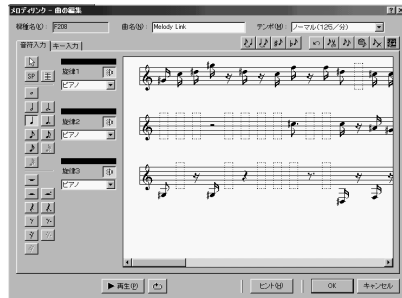 メロディリンク - 曲の編集
機種名(K): F208
曲名(N): Melody Link
テンポ(M): ノーマル(125/分)
音符入力 キー入力
SP
旋律1
ピアノ
旋律2
ピアノ
旋律3
ピアノ
再生(P)
ヒント(H)
OK
キャンセル